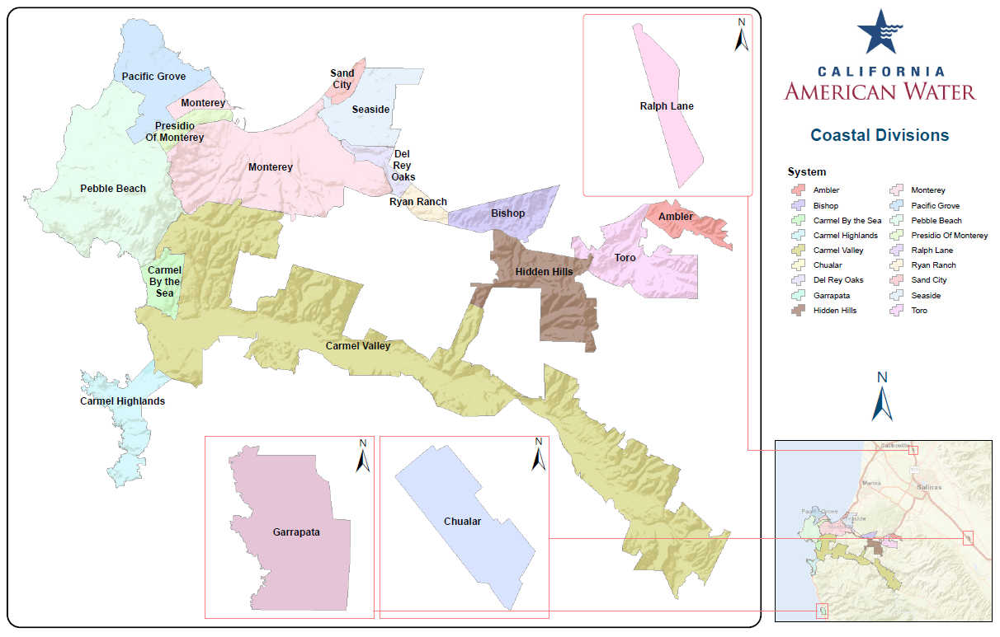 Pacific Grove
Monterey
Presidio
Of Monterey
Pebble Beach
Monterey
Sand
City
Seaside
Del
Rey
Oaks
Ryan Ranch
Bishop
Ambler
Toro
Hidden Hills
Carmel
By the
Sea
Carmel Valley
Carmel Highlands
N
Ralph Lane
N
Garrapata
N
Chualar
CALIFORNIA
AMERICAN WATER
Coastal Divisions
System
Ambler
Bishop
Carmel By the Sea
Carmel Highlands
Carmel Valley
Chualar
Del Rey Oaks
Garrapata
Hidden Hills
Monterey
Pacific Grove
Pebble Beach
Presidio Of Monterey
Ralph Lane
Ryan Ranch
Sand City
Seaside
Toro
N
Castroville
101
Marina
Salinas
Pacific Grove
Seaside